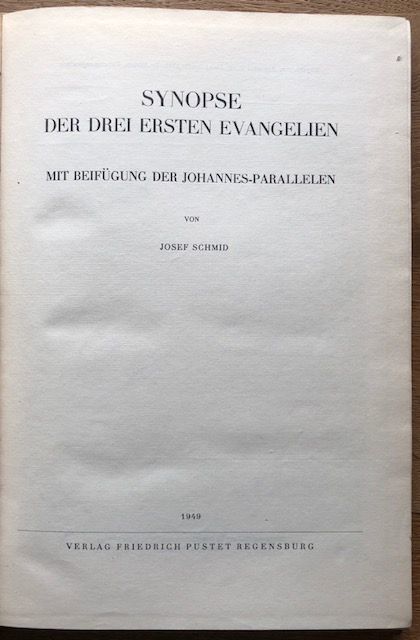 SYNOPSE
DER DREI ERSTEN EVANGELIEN
MIT BEIFÜGUNG DER JOHANNES-PARALLELEN
VON
JOSEF SCHMID
1949
VERLAG FRIEDRICH PUSTET REGENSBURG